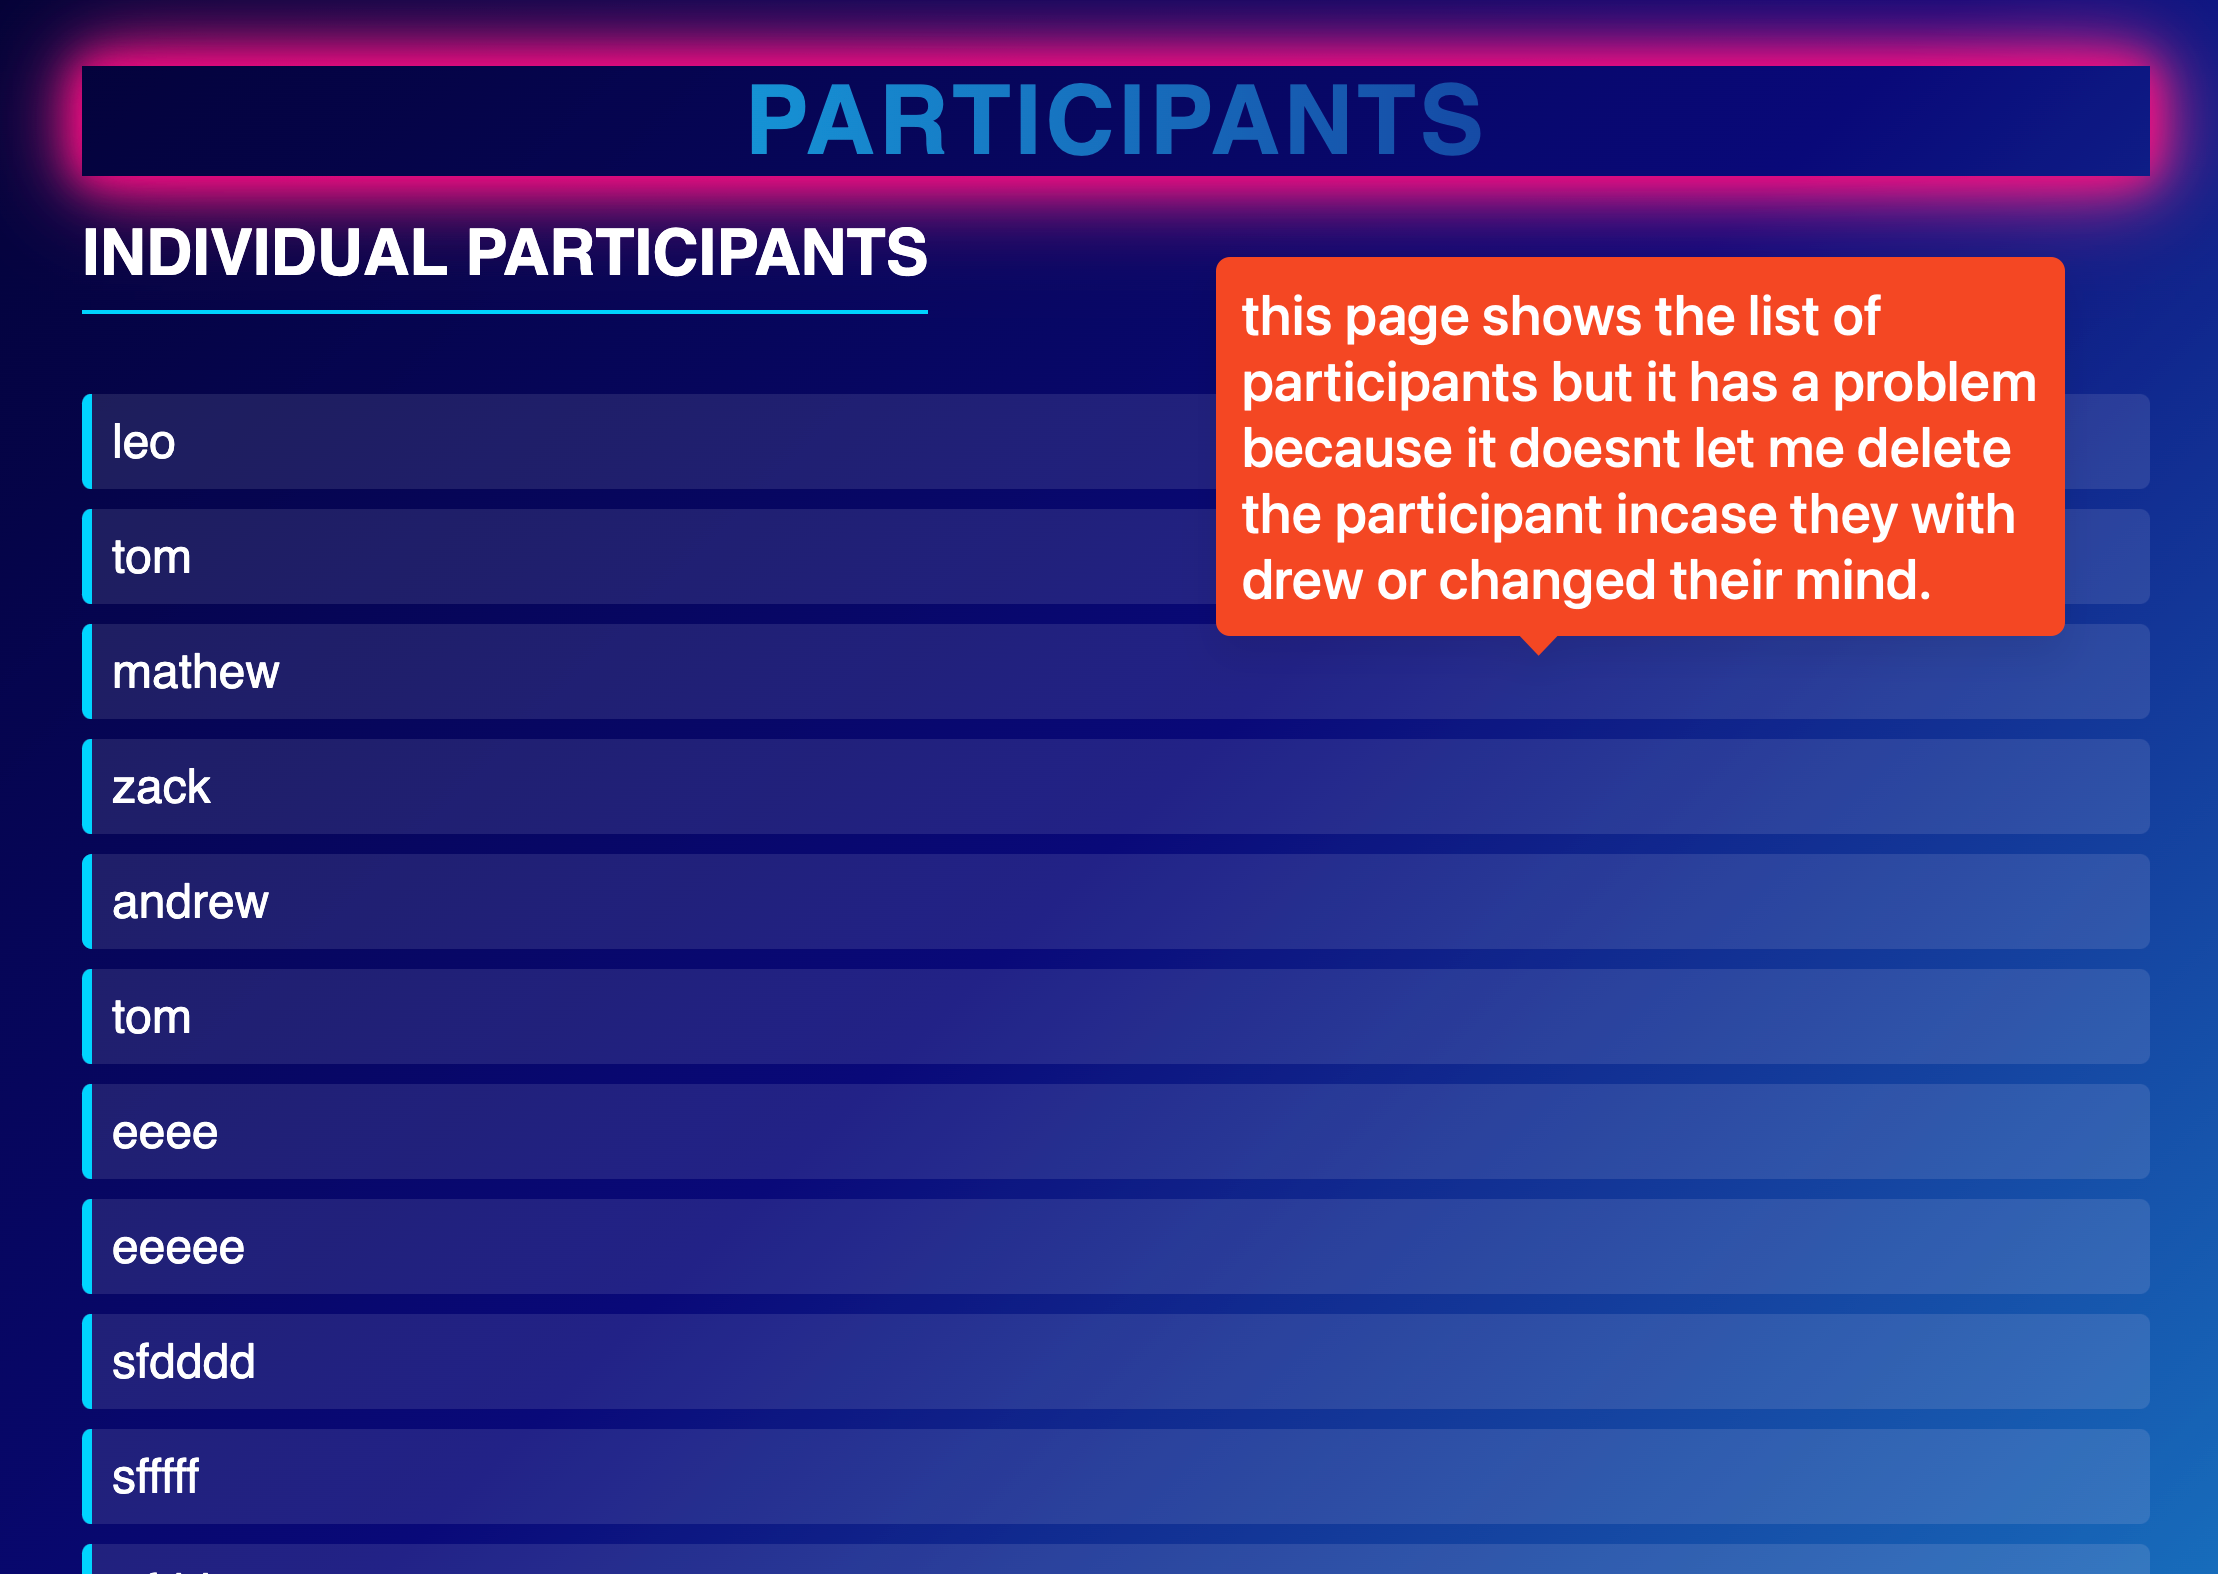 PARTICIPANTS
INDIVIDUAL PARTICIPANTS
this page shows the list of
participants but it has a problem
because it doesnt let me delete
the participant incase they with
drew or changed their mind.
leo
tom
mathew
zack
andrew
tom
eeee
eeeee
sfdddd
sfffff